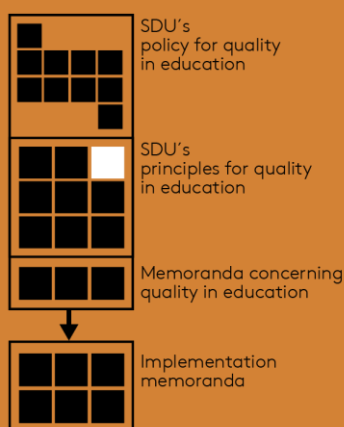 SDU's
policy for quality
in education
SDU's
principles for quality
in education
Memoranda concerning
quality in education
Implementation
memoranda